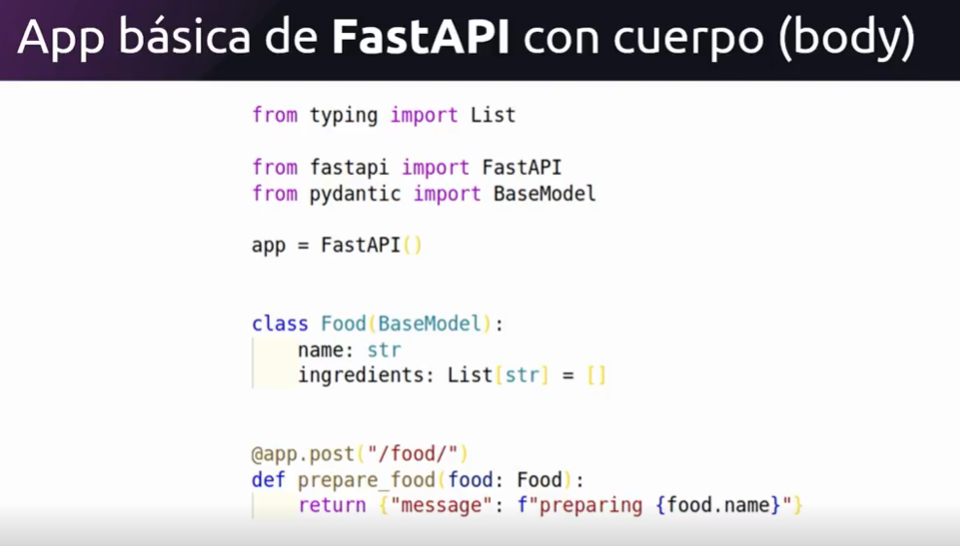 App básica de FastAPI con cuerpo (body)
from typing import List
from fastapi import FastAPI
from pydantic import BaseModel
app = FastAPI()
class Food(BaseModel):
    name: str
    ingredients: List[str] = []
@app.post("/food/")
def prepare_food(food: Food):
    return {"message": f"preparing {food.name}"}